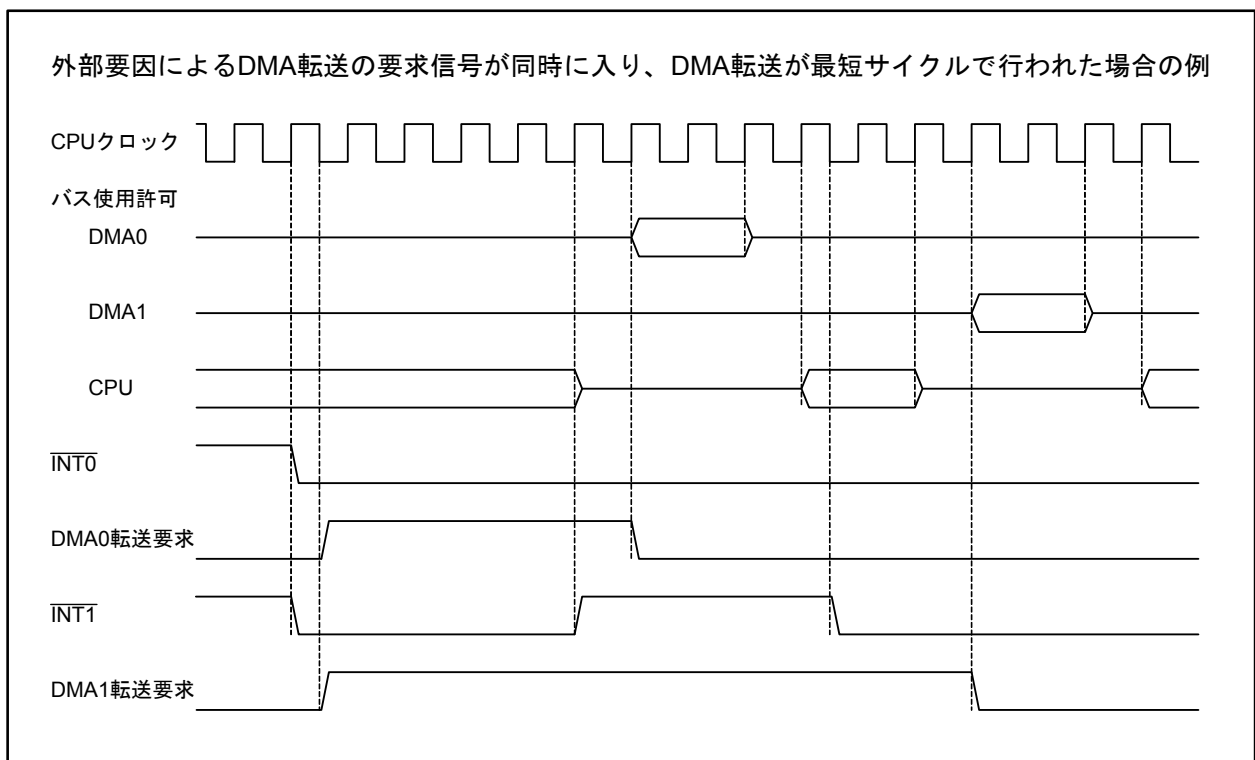 外部要因によるDMA転送の要求信号が同時に入り、DMA転送が最短サイクルで行われた場合の例
CPUクロック
バス使用許可
DMA0
DMA1
CPU
INT0
DMA0転送要求
INT1
DMA1転送要求